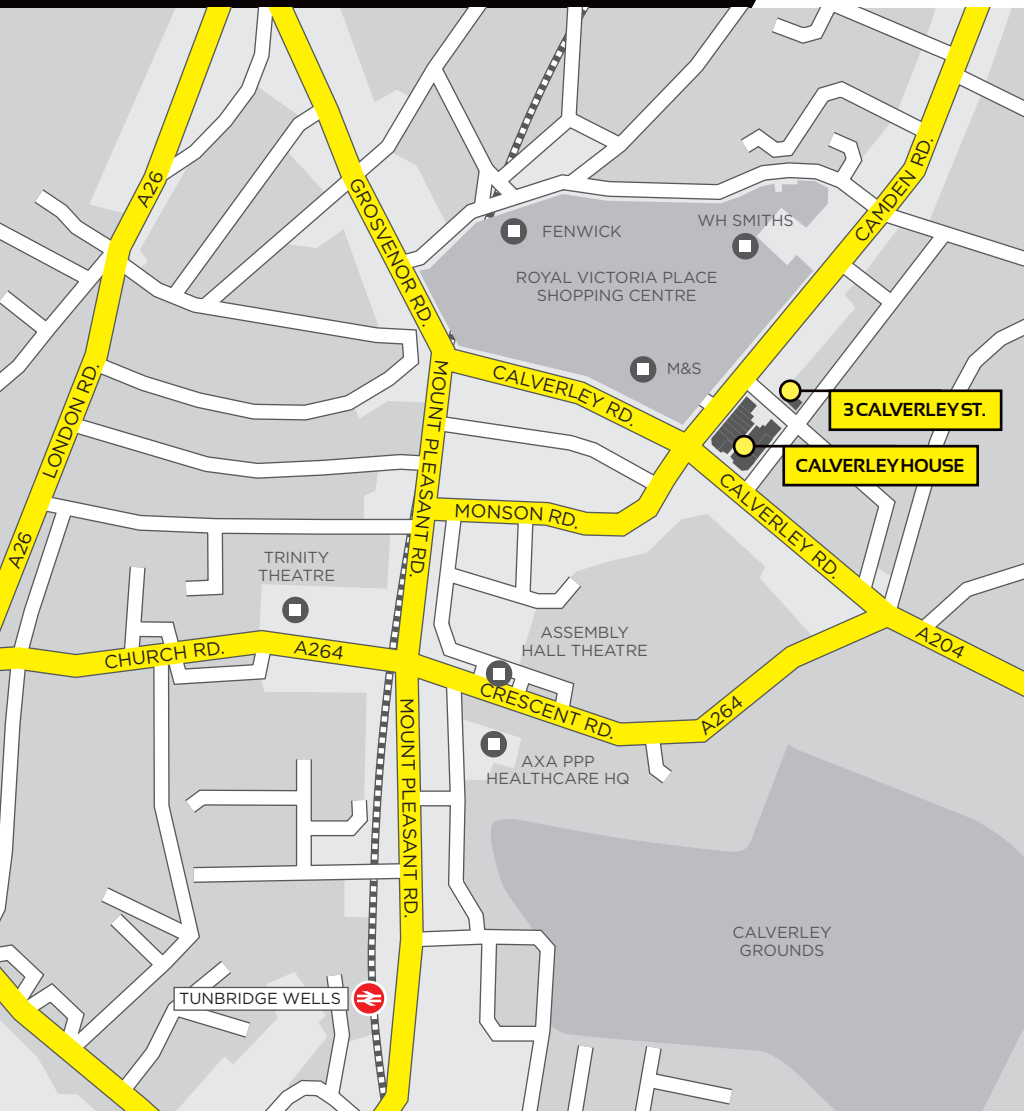 A26
GROSVENOR RD.
CAMDEN RD.
FENWICK
WH SMITHS
ROYAL VICTORIA PLACE
SHOPPING CENTRE
M&S
CALVERLEY RD.
LONDON RD.
MOUNT PLEASANT RD.
3 CALVERLEY ST.
CALVERLEY HOUSE
CALVERLEY RD.
MONSON RD.
A26
TRINITY
THEATRE
ASSEMBLY
HALL THEATRE
A204
CHURCH RD.
A264
CRESCENT RD.
A264
MOUNT PLEASANT RD.
AXA PPP
HEALTHCARE HQ
CALVERLEY
GROUNDS
TUNBRIDGE WELLS